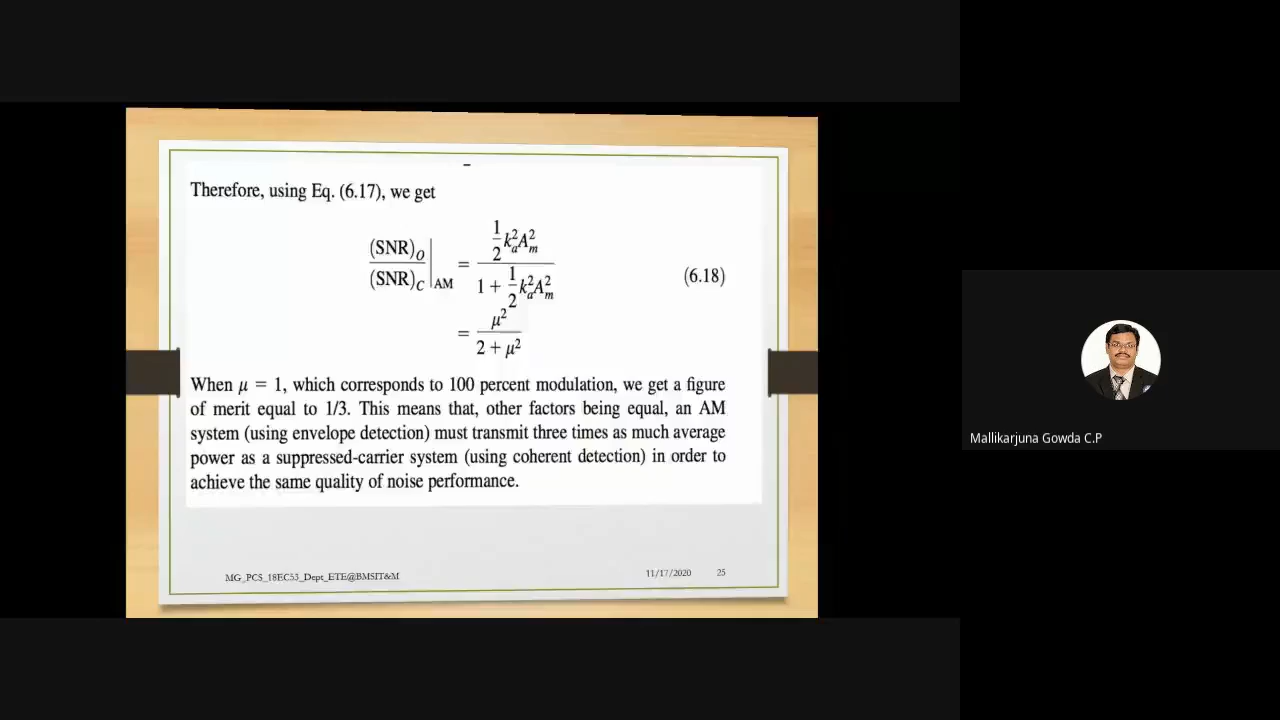 Therefore, using Eq. (6.17), we get
(SNR)_O / (SNR)_C |_AM = (1/2 k_a^2 A_m^2) / (1 + 1/2 k_a^2 A_m^2) (6.18)
= μ^2 / (2 + μ^2)
When μ = 1, which corresponds to 100 percent modulation, we get a figure
of merit equal to 1/3. This means that, other factors being equal, an AM
system (using envelope detection) must transmit three times as much average
power as a suppressed-carrier system (using coherent detection) in order to
achieve the same quality of noise performance.
MG_PCS_18EC53_Dept_ETE@BMSIT&M 11/17/2020 25
Mallikarjuna Gowda C.P